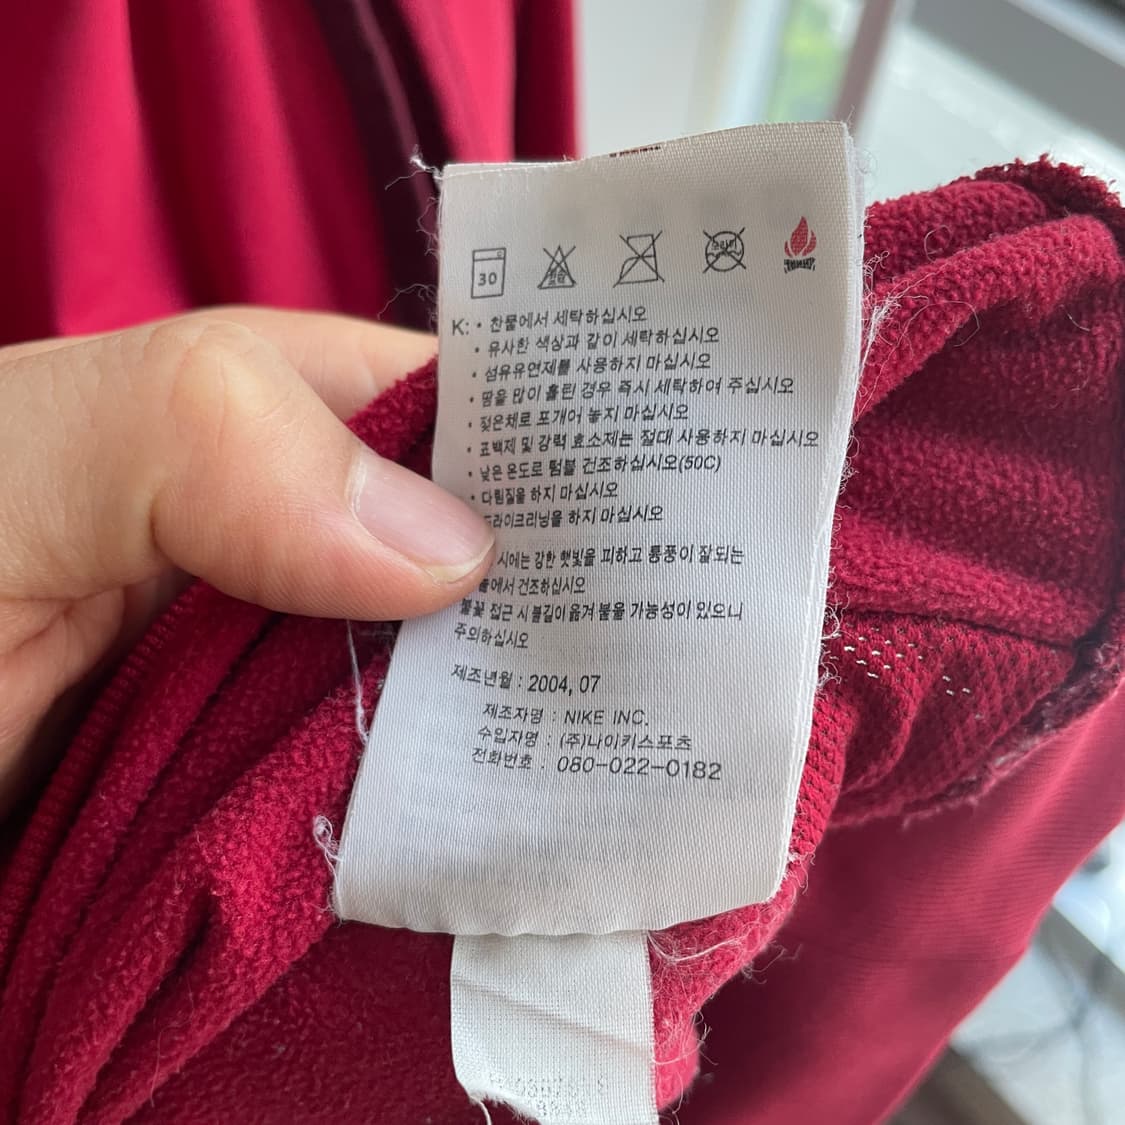 30
염소
표백
드라이
K: • 찬물에서 세탁하십시오
• 유사한 색상과 같이 세탁하십시오
• 섬유유연제를 사용하지 마십시오
• 땀을 많이 흘린 경우 즉시 세탁하여 주십시오
• 젖은채로 포개어 놓지 마십시오
• 표백제 및 강력 효소제는 절대 사용하지 마십시오
• 낮은 온도로 텀블 건조하십시오(50C)
• 다림질을 하지 마십시오
드라이크리닝을 하지 마십시오
시에는 강한 햇빛을 피하고 통풍이 잘되는
에서 건조하십시오
불꽃 접근 시 불길이 옮겨 붙을 가능성이 있으니
주의하십시오
제조년월 : 2004, 07
제조자명 : NIKE INC.
수입자명 : (주)나이키스포츠
전화번호 : 080-022-0182